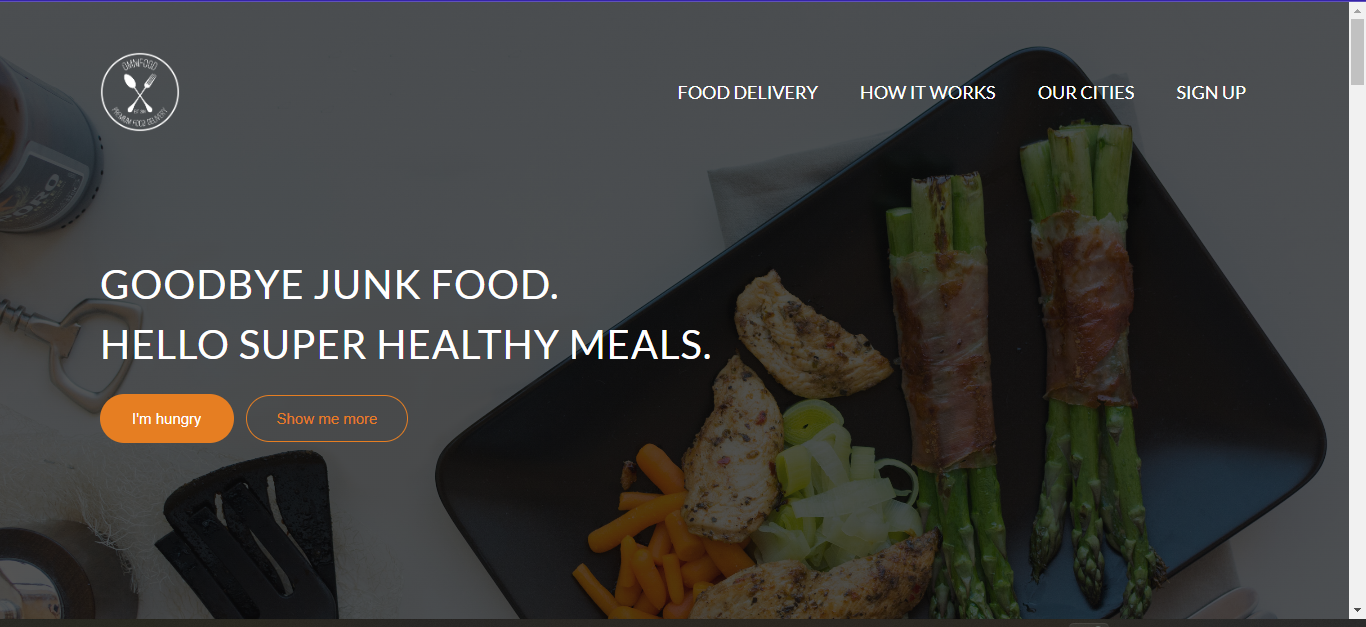 OMNIFOOD
PREMIUM FOOD DELIVERY
FOOD DELIVERY HOW IT WORKS OUR CITIES SIGN UP
GOODBYE JUNK FOOD.
HELLO SUPER HEALTHY MEALS.
I'm hungry Show me more